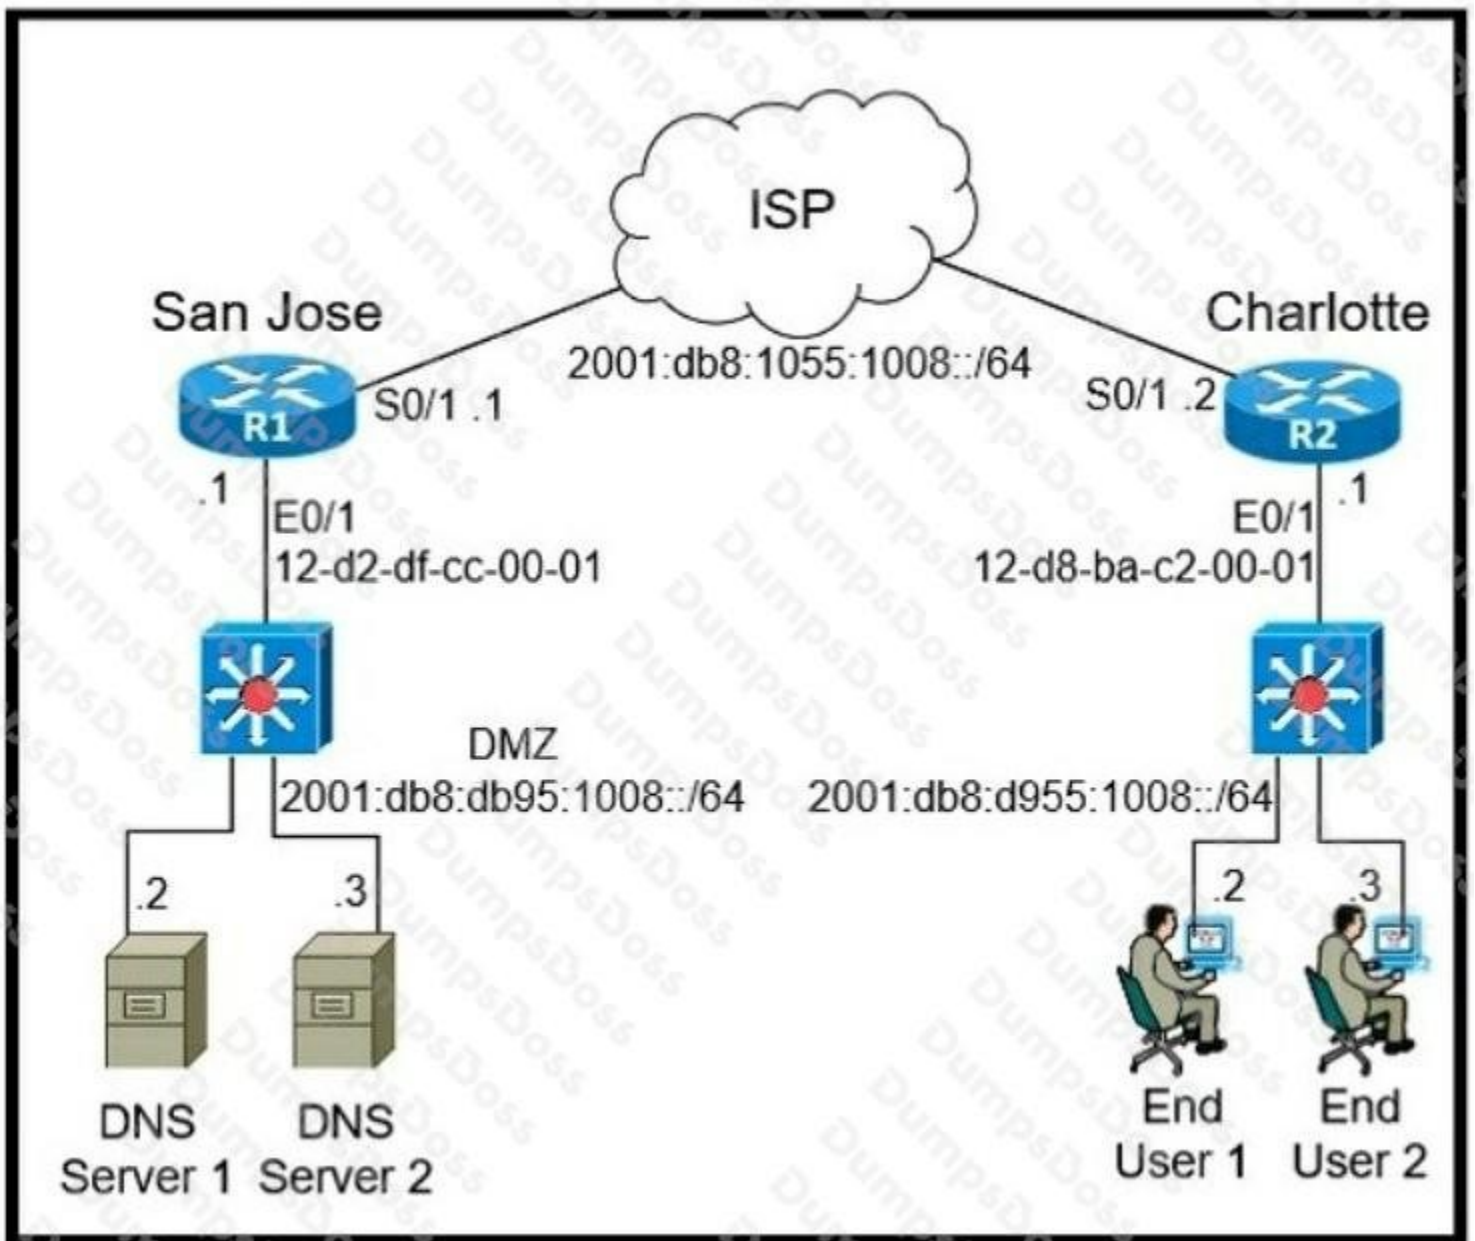 ISP
San Jose
Charlotte
2001:db8:1055:1008::/64
S0/1 .1
S0/1 .2
R1
R2
.1
.1
E0/1
E0/1
12-d2-df-cc-00-01
12-d8-ba-c2-00-01
DMZ
2001:db8:db95:1008::/64
2001:db8:d955:1008::/64
.2
.3
.2
.3
DNS
Server 1
DNS
Server 2
End
User 1
End
User 2
DumpsDoss